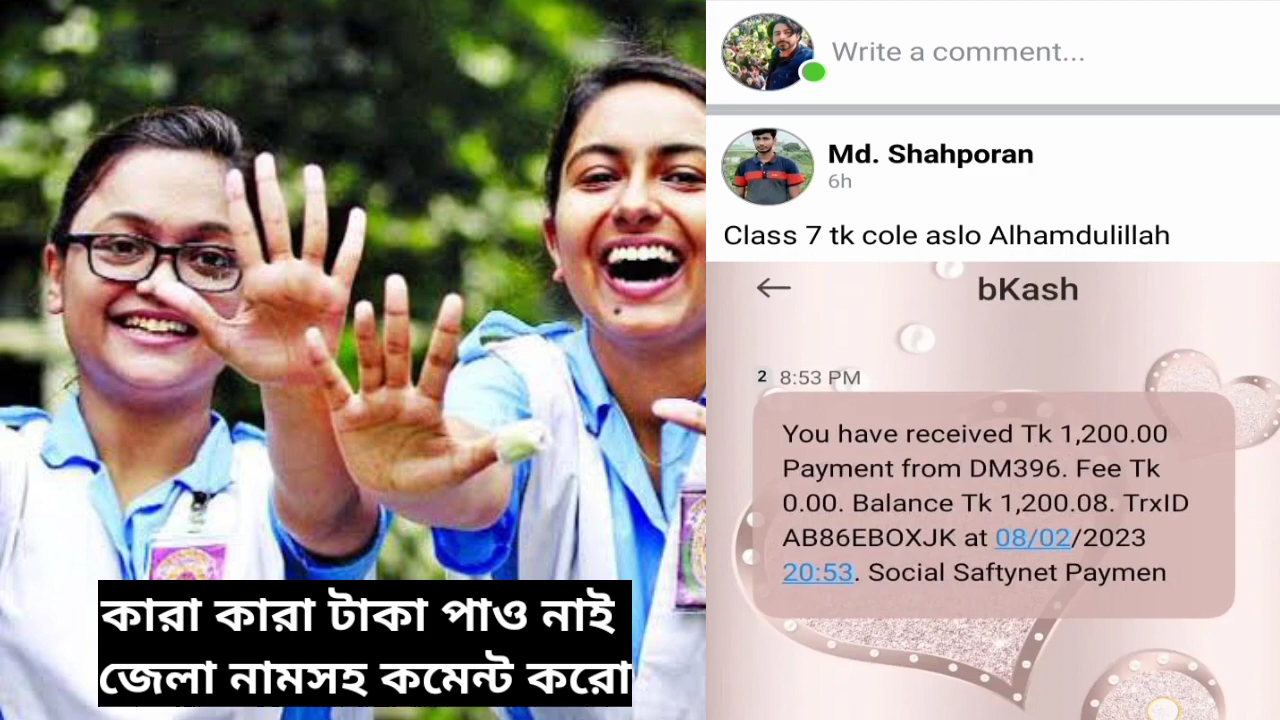 কারা কারা টাকা পাও নাই
জেলা নামসহ কমেন্ট করো
Write a comment...
Md. Shahporan
6h
Class 7 tk cole aslo Alhamdulillah
bKash
2 8:53 PM
You have received Tk 1,200.00
Payment from DM396. Fee Tk
0.00. Balance Tk 1,200.08. TrxID
AB86EBOXJK at 08/02/2023
20:53. Social Saftynet Paymen